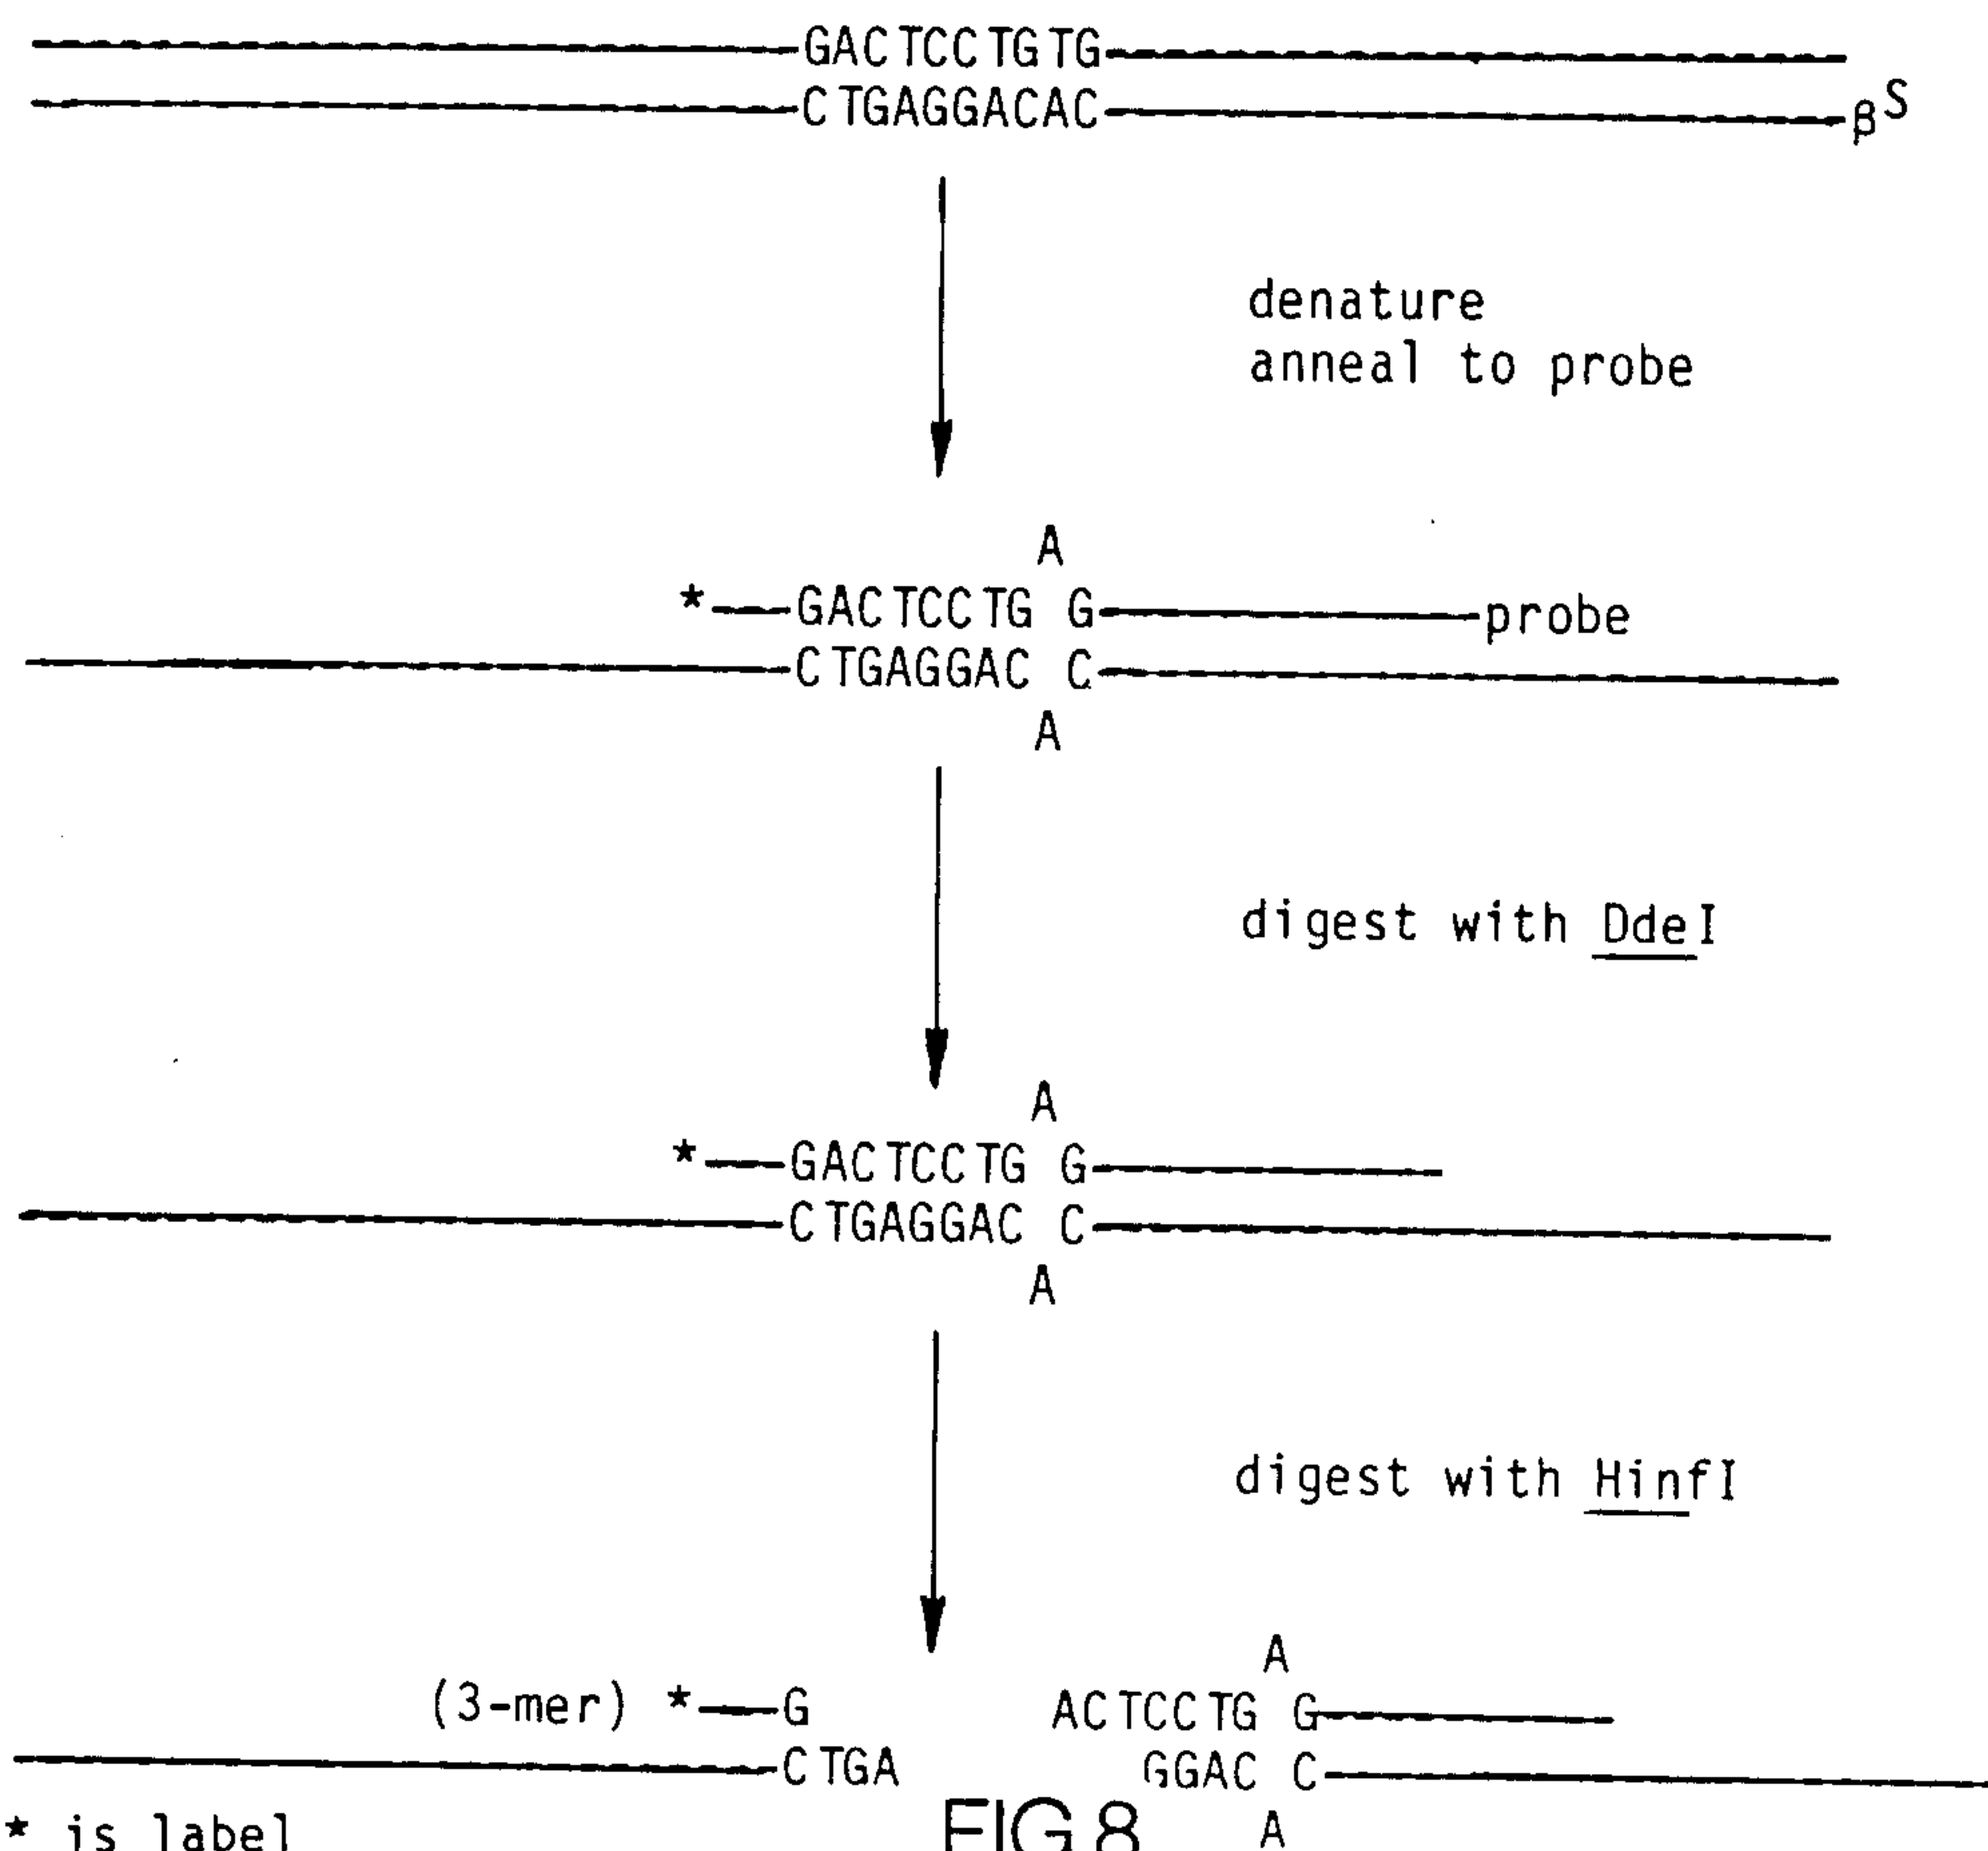 GACTCCTGTG
CTGAGGACAC βS
denature
anneal to probe
A
*GACTCCTG G probe
CTGAGGAC C
A
digest with DdeI
A
*GACTCCTG G
CTGAGGAC C
A
digest with HinfI
A
(3-mer) *G ACTCCTG G
CTGA GGAC C
A
* is label
FIG.8